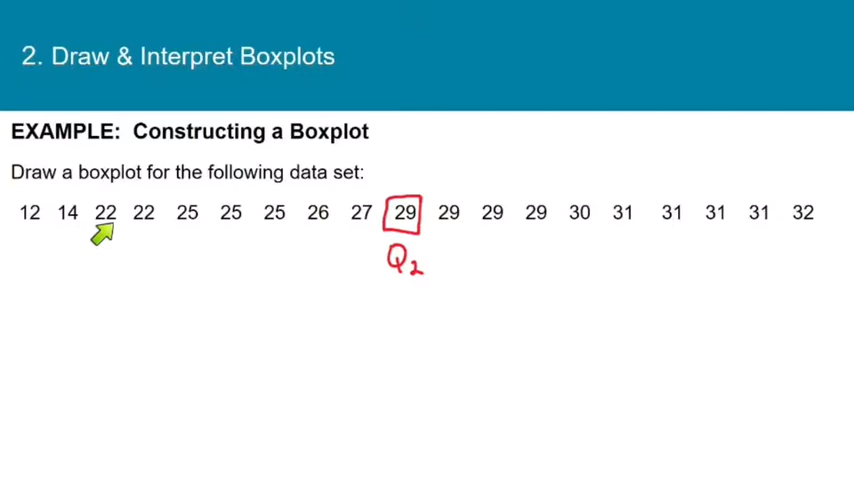 2. Draw & Interpret Boxplots
EXAMPLE: Constructing a Boxplot
Draw a boxplot for the following data set:
12 14 22 22 25 25 25 26 27 29 29 29 29 30 31 31 31 31 32
Q2